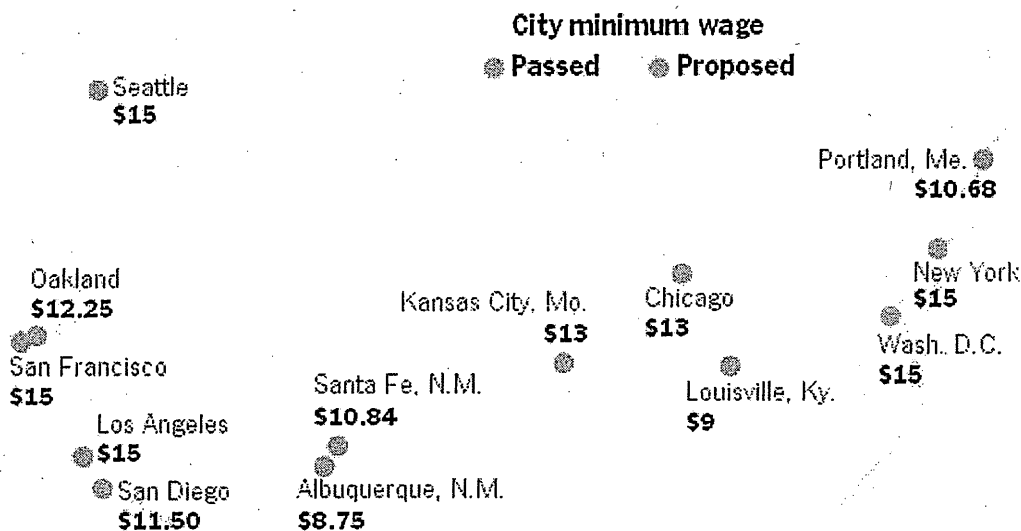 City minimum wage
Passed Proposed
Seattle
$15
Portland, Me.
$10.68
Oakland
$12.25
New York
$15
Kansas City, Mo.
$13
Chicago
$13
San Francisco
$15
Wash. D.C.
$15
Santa Fe, N.M.
$10.84
Louisville, Ky.
$9
Los Angeles
$15
San Diego
$11.50
Albuquerque, N.M.
$8.75